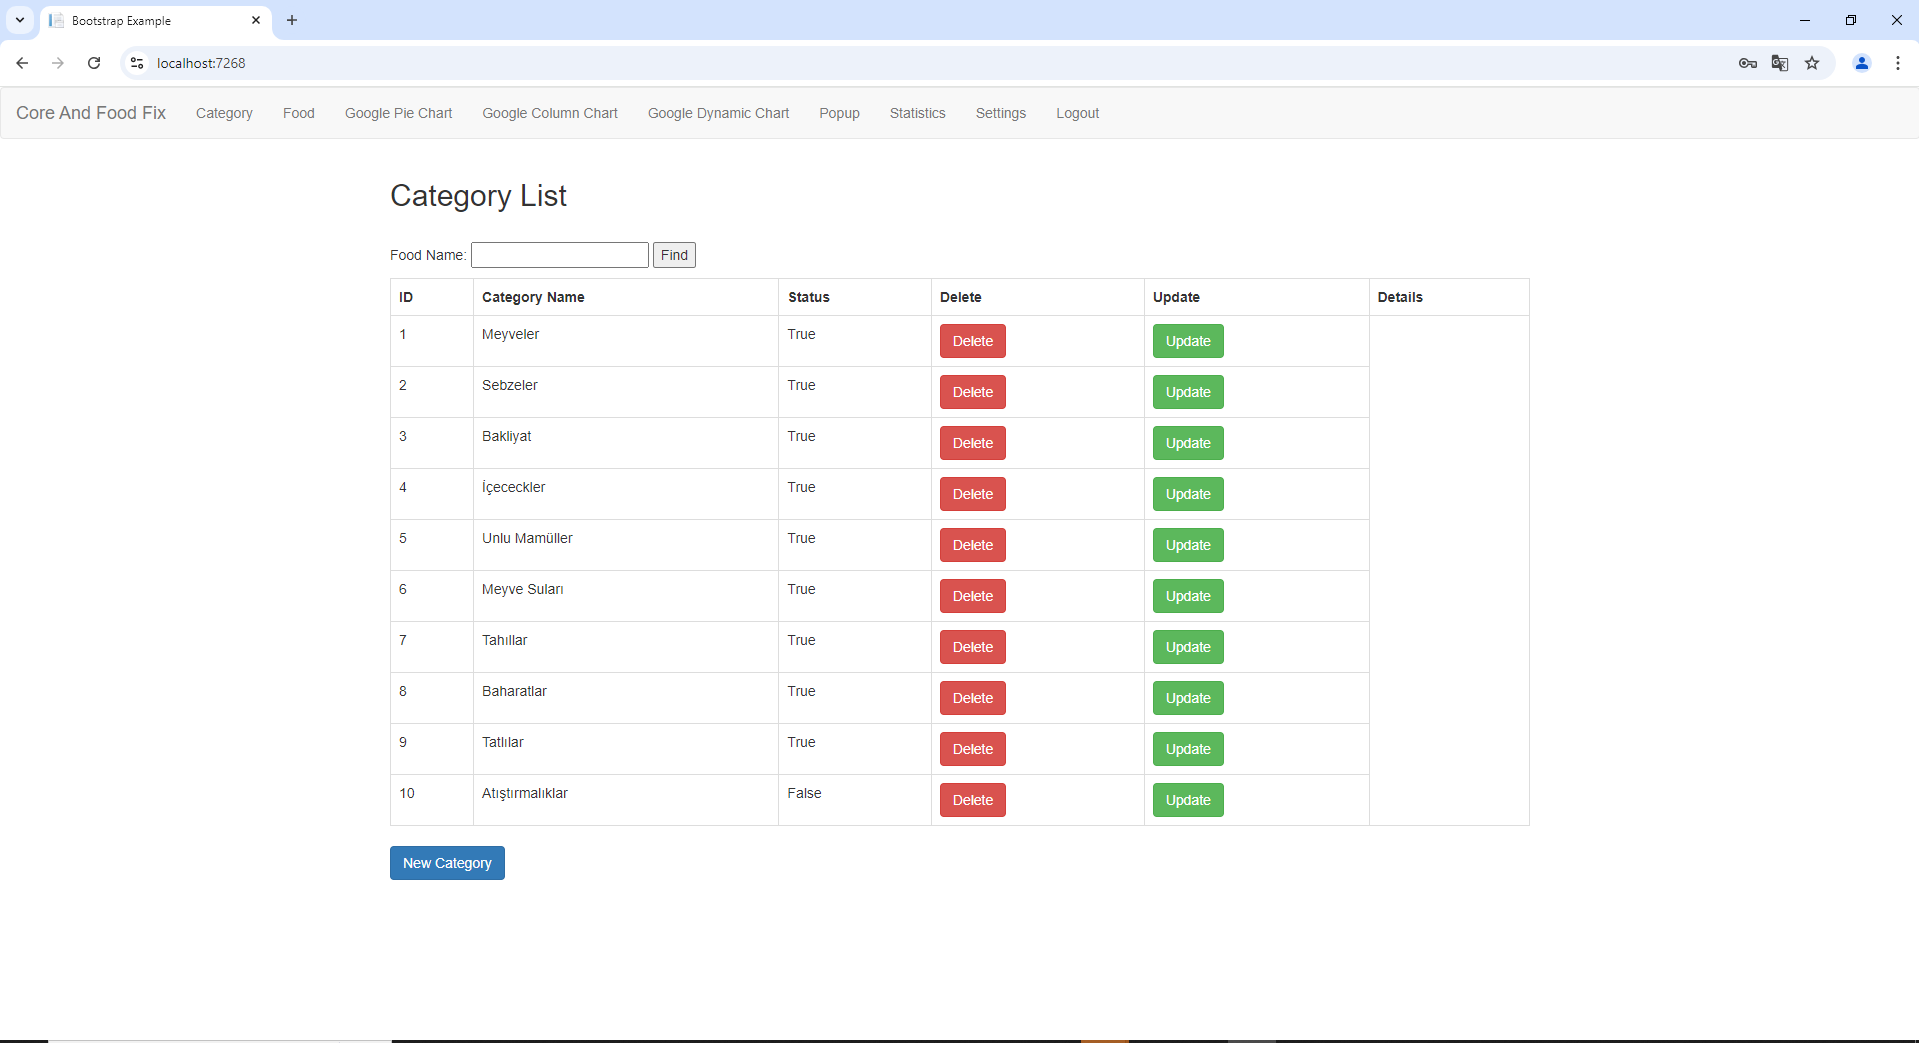 Bootstrap Example
localhost:7268
Core And Food Fix Category Food Google Pie Chart Google Column Chart Google Dynamic Chart Popup Statistics Settings Logout
Category List
Food Name: Find
ID Category Name Status Delete Update Details
1 Meyveler True Delete Update
2 Sebzeler True Delete Update
3 Bakliyat True Delete Update
4 İçececkler True Delete Update
5 Unlu Mamüller True Delete Update
6 Meyve Suları True Delete Update
7 Tahıllar True Delete Update
8 Baharatlar True Delete Update
9 Tatlılar True Delete Update
10 Atıştırmalıklar False Delete Update
New Category